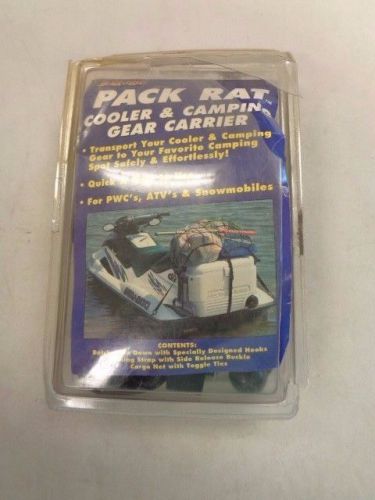 PACK RAT
COOLER & CAMPING
GEAR CARRIER
• Transport Your Cooler & Camping
Gear to Your Favorite Camping
Spot Safely & Effortlessly!
• Quick
• For PWC's, ATV's & Snowmobiles
CONTENTS:
Down with Specially Designed Hooks
Strap with Side Release Buckle
Cargo Net with Toggle Ties